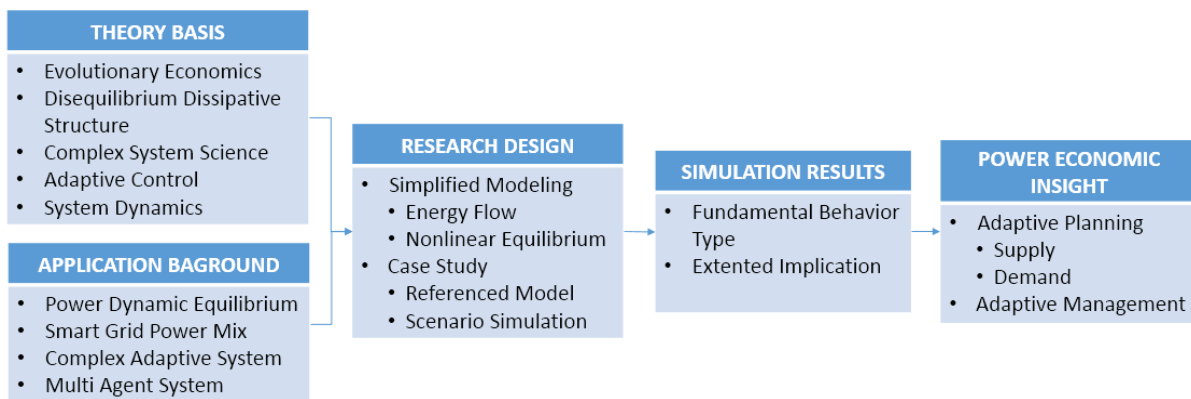 THEORY BASIS
• Evolutionary Economics
• Disequilibrium Dissipative
Structure
• Complex System Science
• Adaptive Control
• System Dynamics
APPLICATION BAGROUND
• Power Dynamic Equilibrium
• Smart Grid Power Mix
• Complex Adaptive System
• Multi Agent System
RESEARCH DESIGN
• Simplified Modeling
• Energy Flow
• Nonlinear Equilibrium
• Case Study
• Referenced Model
• Scenario Simulation
SIMULATION RESULTS
• Fundamental Behavior
Type
• Extented Implication
POWER ECONOMIC
INSIGHT
• Adaptive Planning
• Supply
• Demand
• Adaptive Management